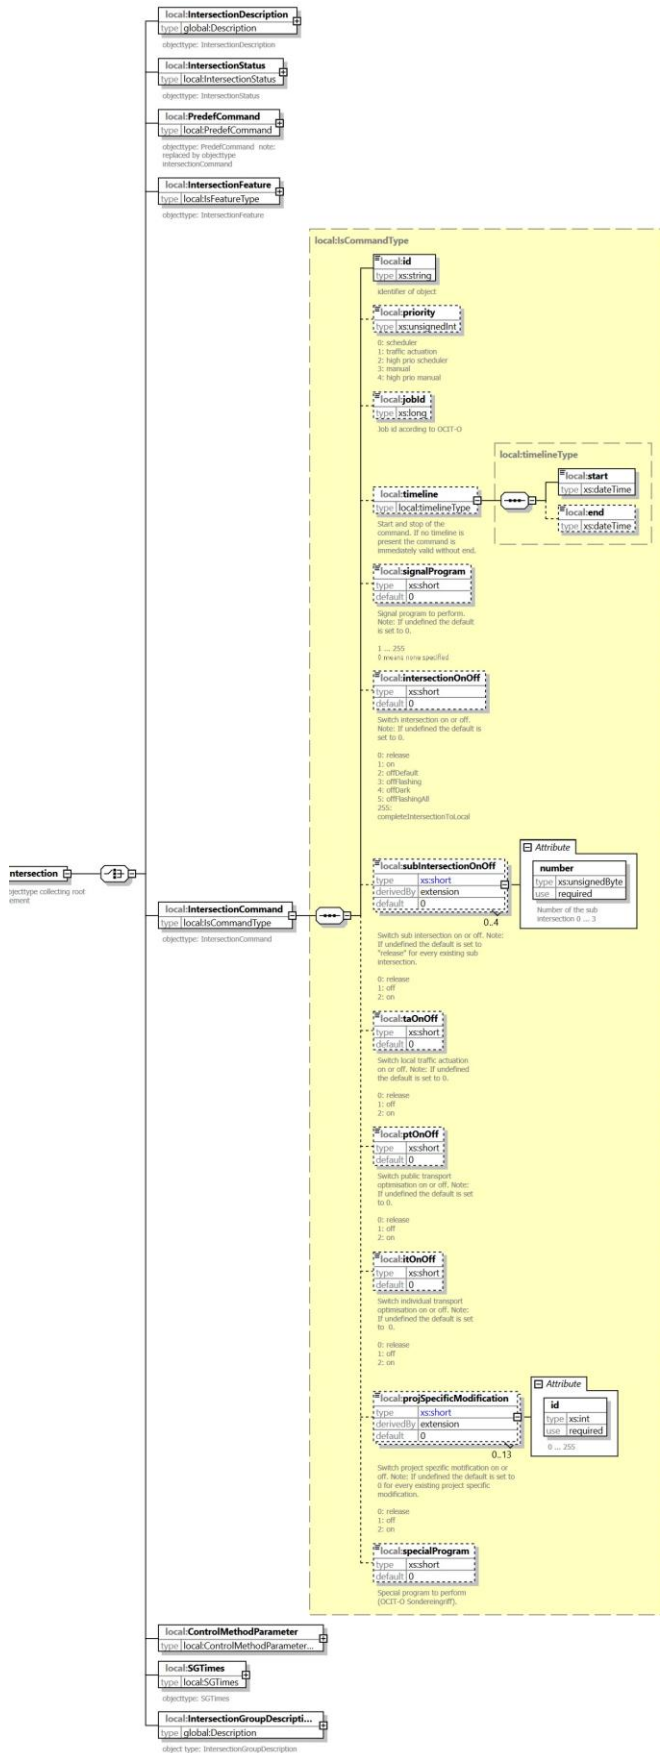 local:IntersectionDescription
type global:Description
objecttype: IntersectionDescription
local:IntersectionStatus
type local:IntersectionStatus
objecttype: IntersectionStatus
local:PredefCommand
type local:PredefCommand
objecttype: PredefCommand note:
replaced by objecttype
intersectionCommand
local:IntersectionFeature
type local:IsFeatureType
objecttype: IntersectionFeature
local:IsCommandType
local:id
type xs:string
identifier of object
local:priority
type xs:unsignedInt
0: scheduler
1: traffic actuation
2: high prio scheduler
3: manual
4: high prio manual
local:jobId
type xs:long
Job id acording to OCIT-O
local:timelineType
local:start
type xs:dateTime
local:end
type xs:dateTime
local:timeline
type local:timelineType
Start and stop of the
command. If no timeline is
present the command is
immediately valid without end.
local:signalProgram
type xs:short
default 0
Signal program to perform.
Note: If undefined the default
is set to 0.
1 ... 255
0 means none specified
local:intersectionOnOff
type xs:short
default 0
Switch intersection on or off.
Note: If undefined the default is
set to 0.
0: release
1: on
2: offDefault
3: offFlashing
4: offDark
5: offFlashingAll
255:
completeIntersectionToLocal
ntersection
bjecttype collecting root
ement
local:subIntersectionOnOff
type xs:short
derivedBy extension
default 0
0..4
Attribute
number
type xs:unsignedByte
use required
Number of the sub
intersection 0 ... 3
Switch sub intersection on or off. Note:
If undefined the default is set to
"release" for every existing sub
intersection.
0: release
1: off
2: on
local:IntersectionCommand
type local:IsCommandType
objecttype: IntersectionCommand
local:taOnOff
type xs:short
default 0
Switch local traffic actuation
on or off. Note: If undefined
the default is set to 0.
0: release
1: off
2: on
local:ptOnOff
type xs:short
default 0
Switch public transport
optimisation on or off. Note:
If undefined the default is set
to 0.
0: release
1: off
2: on
local:itOnOff
type xs:short
default 0
Switch individual transport
optimisation on or off. Note:
If undefined the default is set
to 0.
0: release
1: off
2: on
local:projSpecificModification
type xs:short
derivedBy extension
default 0
0..13
Attribute
id
type xs:int
use required
0 ... 255
Switch project spezific motification on or
off. Note: If undefined the default is set to
0 for every existing project specific
modification.
0: release
1: off
2: on
local:specialProgram
type xs:short
default 0
Special program to perform
(OCIT-O Sondereingriff).
local:ControlMethodParameter
type local:ControlMethodParameter...
local:SGTimes
type local:SGTimes
objecttype: SGTimes
local:IntersectionGroupDescripti...
type global:Description
object type: IntersectionGroupDescription